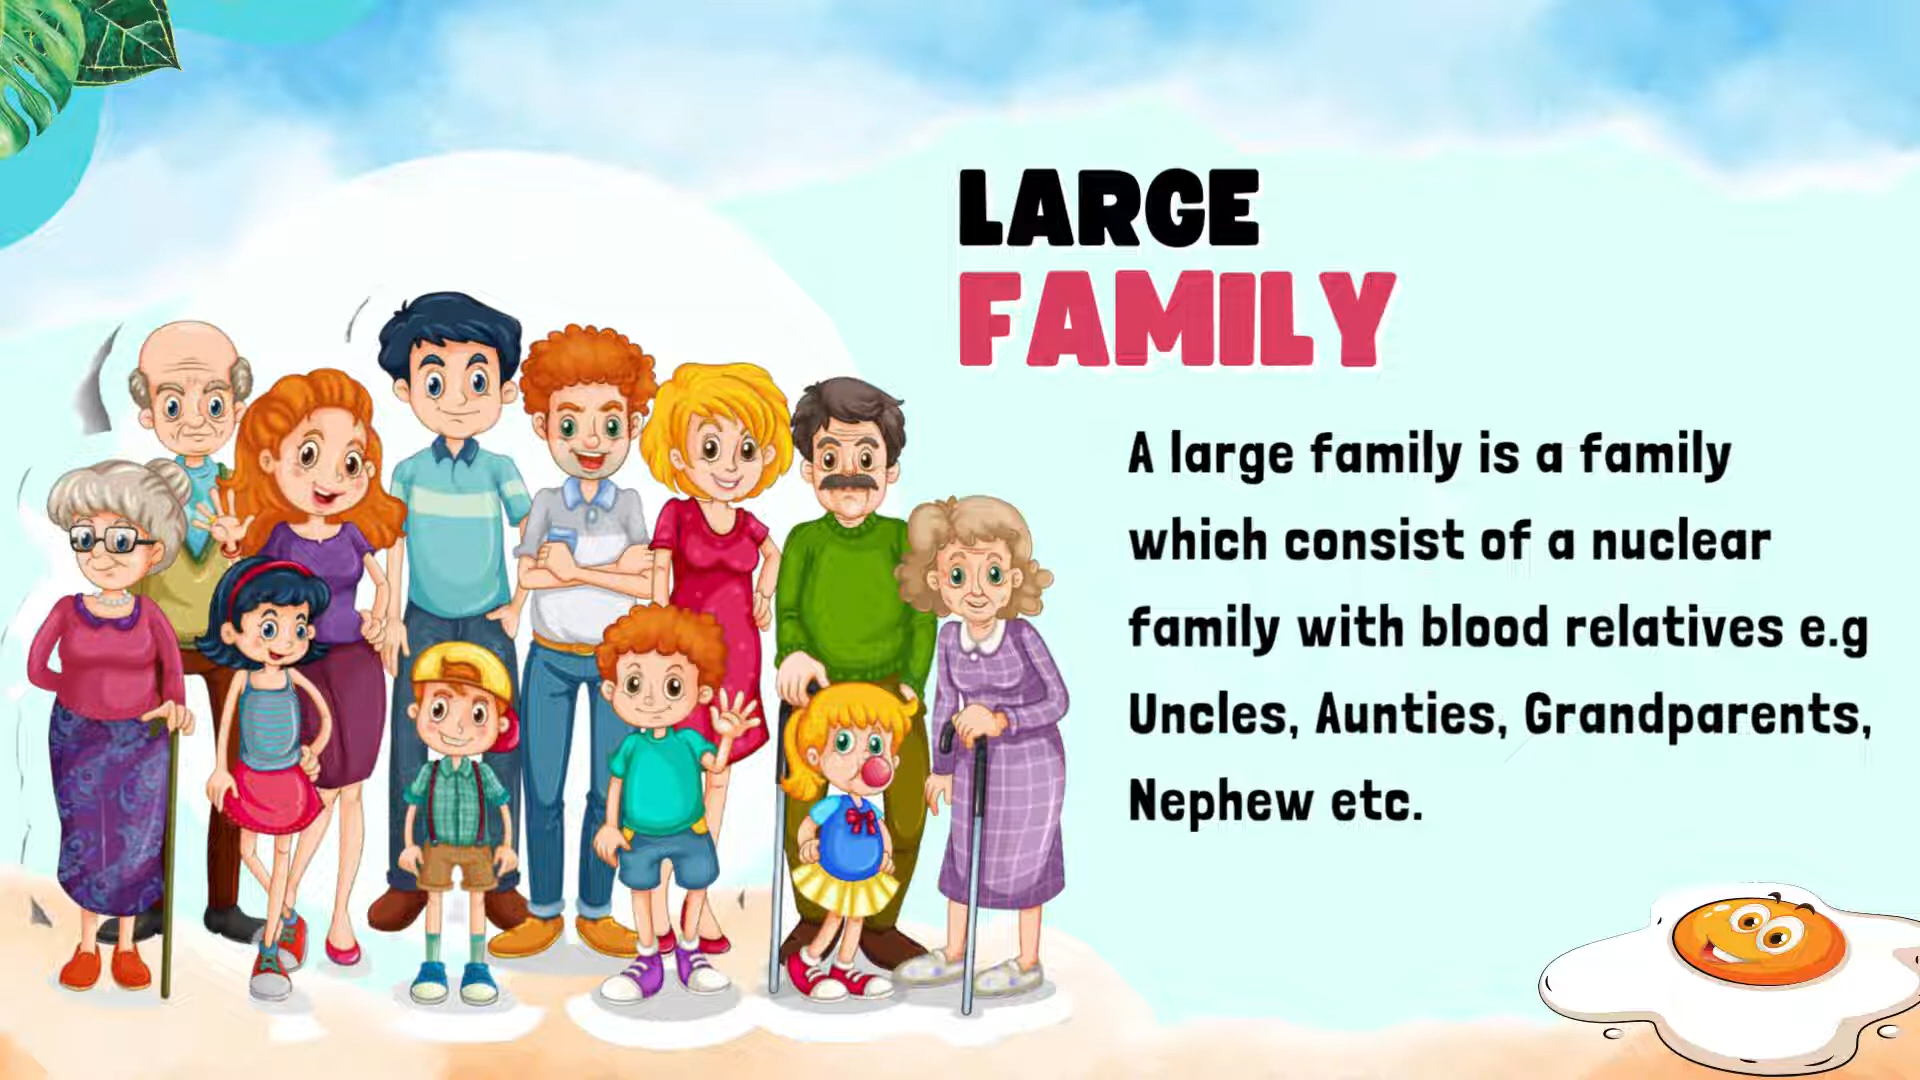 LARGE
FAMILY
A large family is a family
which consist of a nuclear
family with blood relatives e.g
Uncles, Aunties, Grandparents,
Nephew etc.